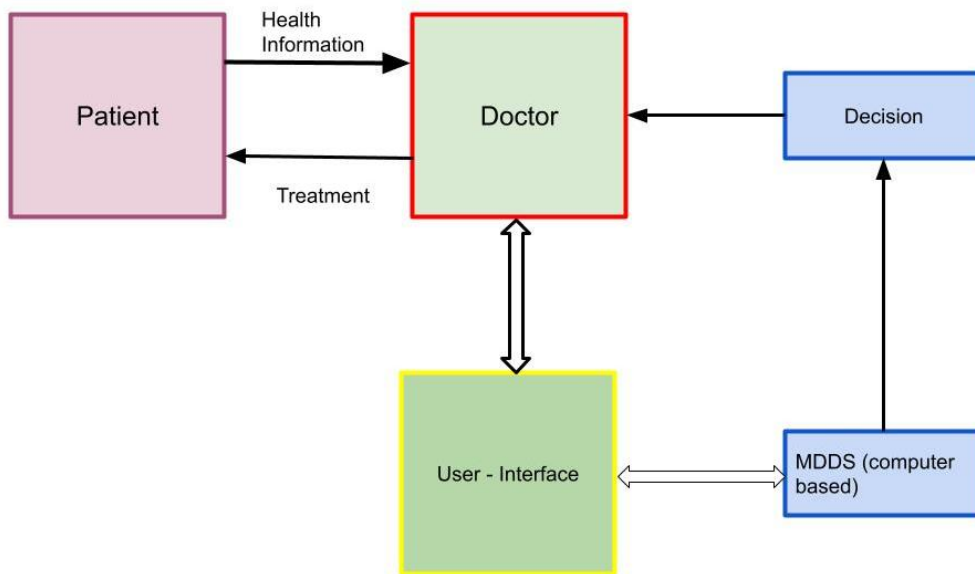 Health
Information
Patient
Doctor
Decision
Treatment
User - Interface
MDDS (computer
based)